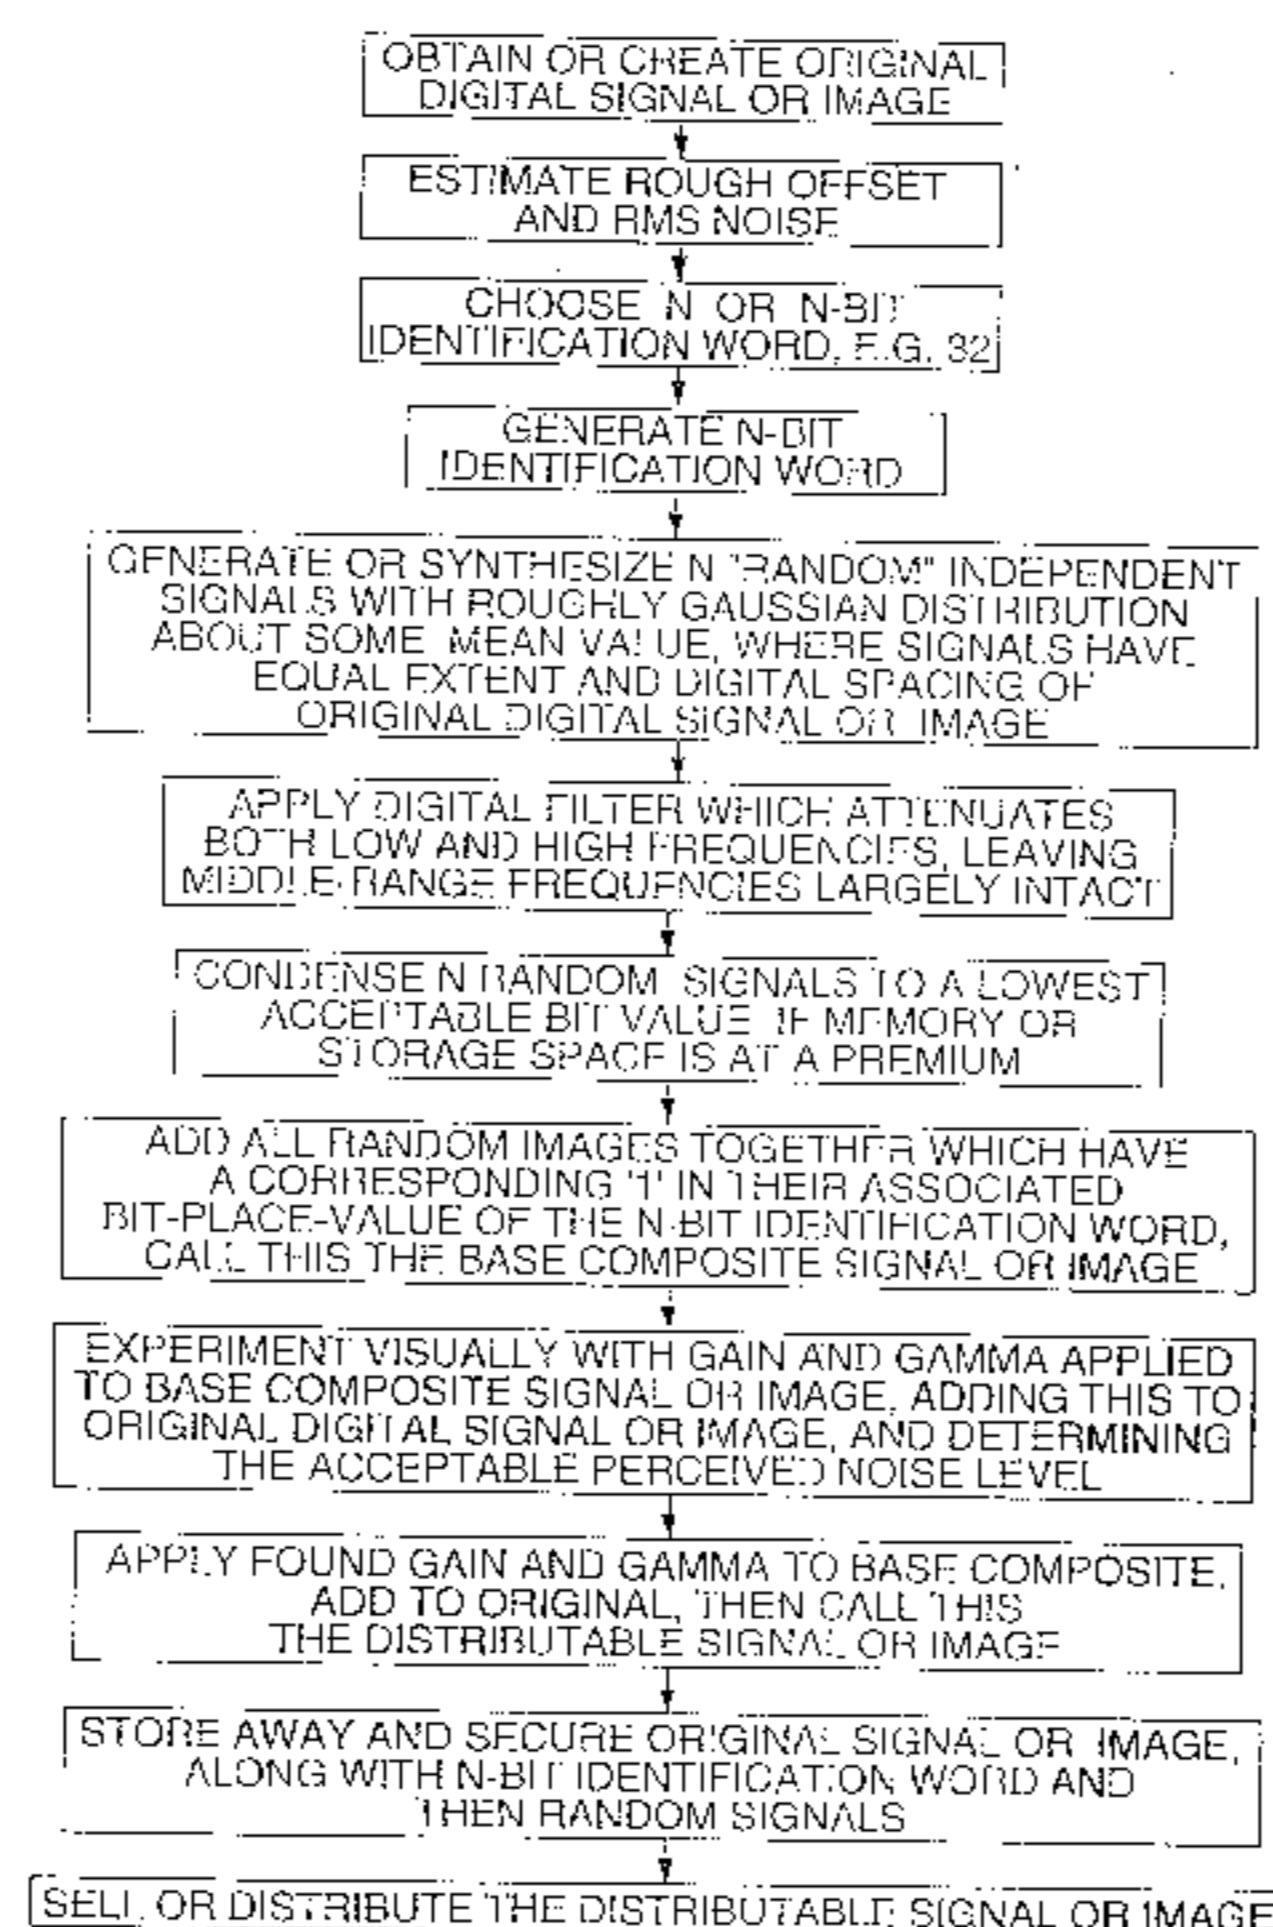 OBTAIN OR CREATE ORIGINAL
DIGITAL SIGNAL OR IMAGE
ESTIMATE ROUGH OFFSET
AND RMS NOISE
CHOOSE N OR N-BIT
IDENTIFICATION WORD, E.G. 32
GENERATE N-BIT
IDENTIFICATION WORD
GENERATE OR SYNTHESIZE N "RANDOM" INDEPENDENT
SIGNALS WITH ROUGHLY GAUSSIAN DISTRIBUTION
ABOUT SOME MEAN VALUE, WHERE SIGNALS HAVE
EQUAL EXTENT AND DIGITAL SPACING OF
ORIGINAL DIGITAL SIGNAL OR IMAGE
APPLY DIGITAL FILTER WHICH ATTENUATES
BOTH LOW AND HIGH FREQUENCIES, LEAVING
MIDDLE-RANGE FREQUENCIES LARGELY INTACT
CONDENSE N RANDOM SIGNALS TO A LOWEST
ACCEPTABLE BIT VALUE IF MEMORY OR
STORAGE SPACE IS AT A PREMIUM
ADD ALL RANDOM IMAGES TOGETHER WHICH HAVE
A CORRESPONDING '1' IN THEIR ASSOCIATED
BIT-PLACE-VALUE OF THE N-BIT IDENTIFICATION WORD,
CALL THIS THE BASE COMPOSITE SIGNAL OR IMAGE
EXPERIMENT VISUALLY WITH GAIN AND GAMMA APPLIED
TO BASE COMPOSITE SIGNAL OR IMAGE, ADDING THIS TO
ORIGINAL DIGITAL SIGNAL OR IMAGE, AND DETERMINING
THE ACCEPTABLE PERCEIVED NOISE LEVEL
APPLY FOUND GAIN AND GAMMA TO BASE COMPOSITE,
ADD TO ORIGINAL, THEN CALL THIS
THE DISTRIBUTABLE SIGNAL OR IMAGE
STORE AWAY AND SECURE ORIGINAL SIGNAL OR IMAGE,
ALONG WITH N-BIT IDENTIFICATION WORD AND
THEN RANDOM SIGNALS
SELL OR DISTRIBUTE THE DISTRIBUTABLE SIGNAL OR IMAGE